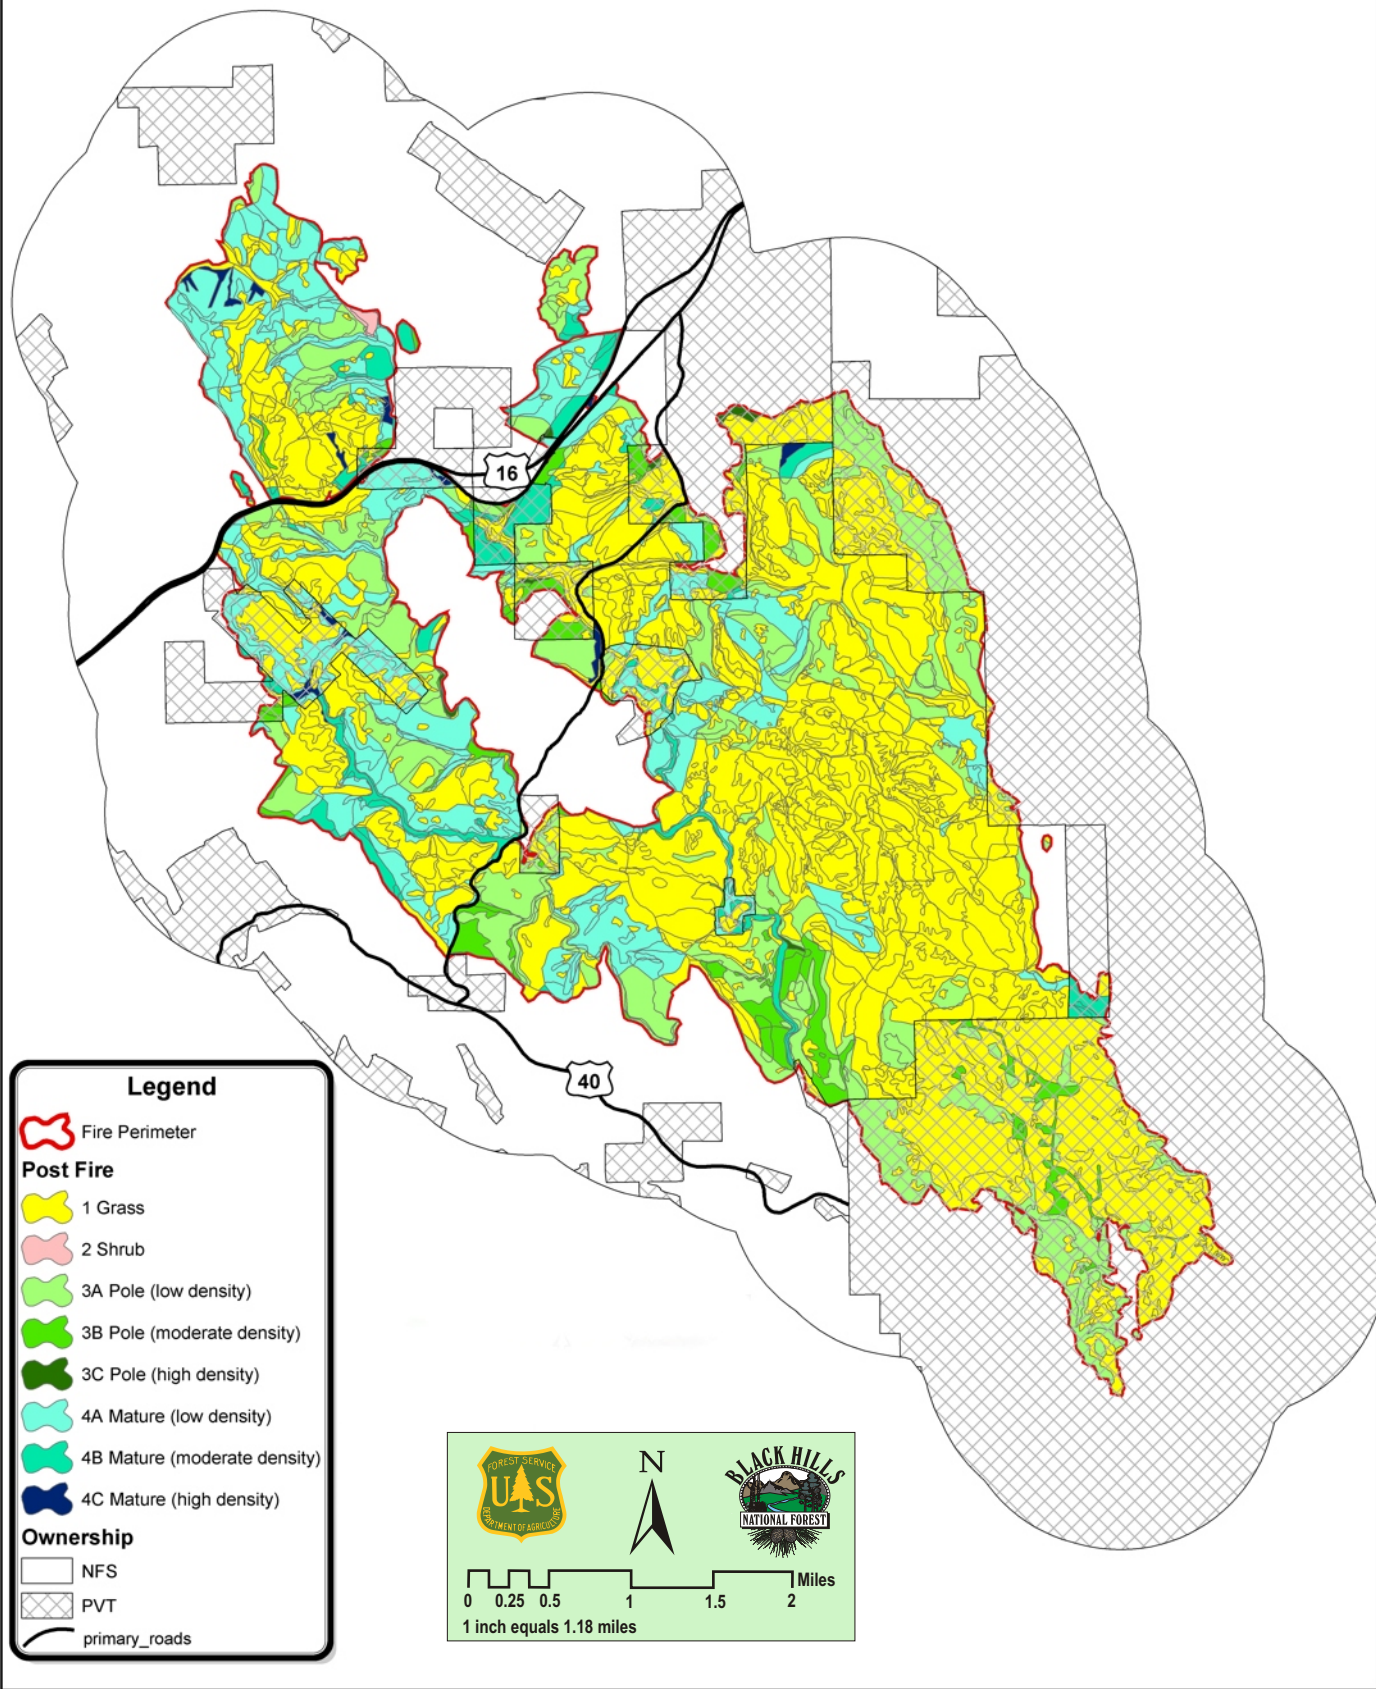 16
40
Legend
Fire Perimeter
Post Fire
1 Grass
2 Shrub
3A Pole (low density)
3B Pole (moderate density)
3C Pole (high density)
4A Mature (low density)
4B Mature (moderate density)
4C Mature (high density)
Ownership
NFS
PVT
primary_roads
FOREST SERVICE
U S
DEPARTMENT OF AGRICULTURE
N
BLACK HILLS
NATIONAL FOREST
Miles
0 0.25 0.5 1 1.5 2
1 inch equals 1.18 miles